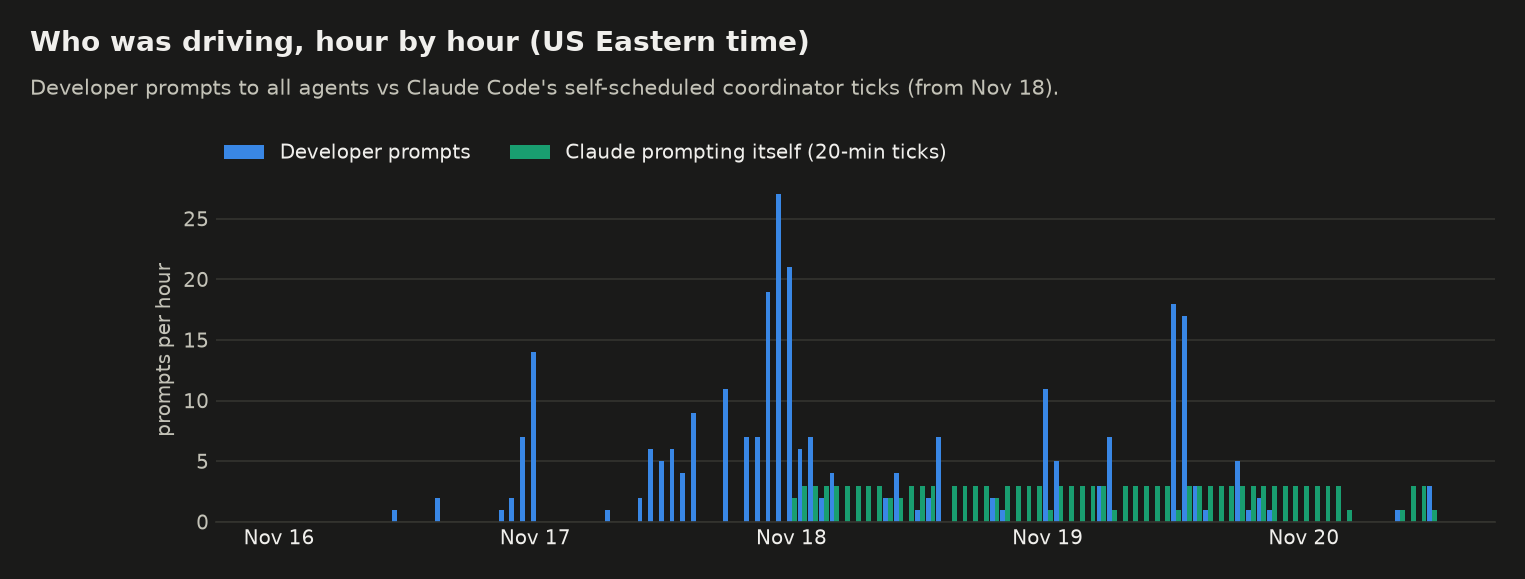 Who was driving, hour by hour (US Eastern time)
Developer prompts to all agents vs Claude Code's self-scheduled coordinator ticks (from Nov 18).
Developer prompts
Claude prompting itself (20-min ticks)
prompts per hour
25
20
15
10
5
0
Nov 16
Nov 17
Nov 18
Nov 19
Nov 20